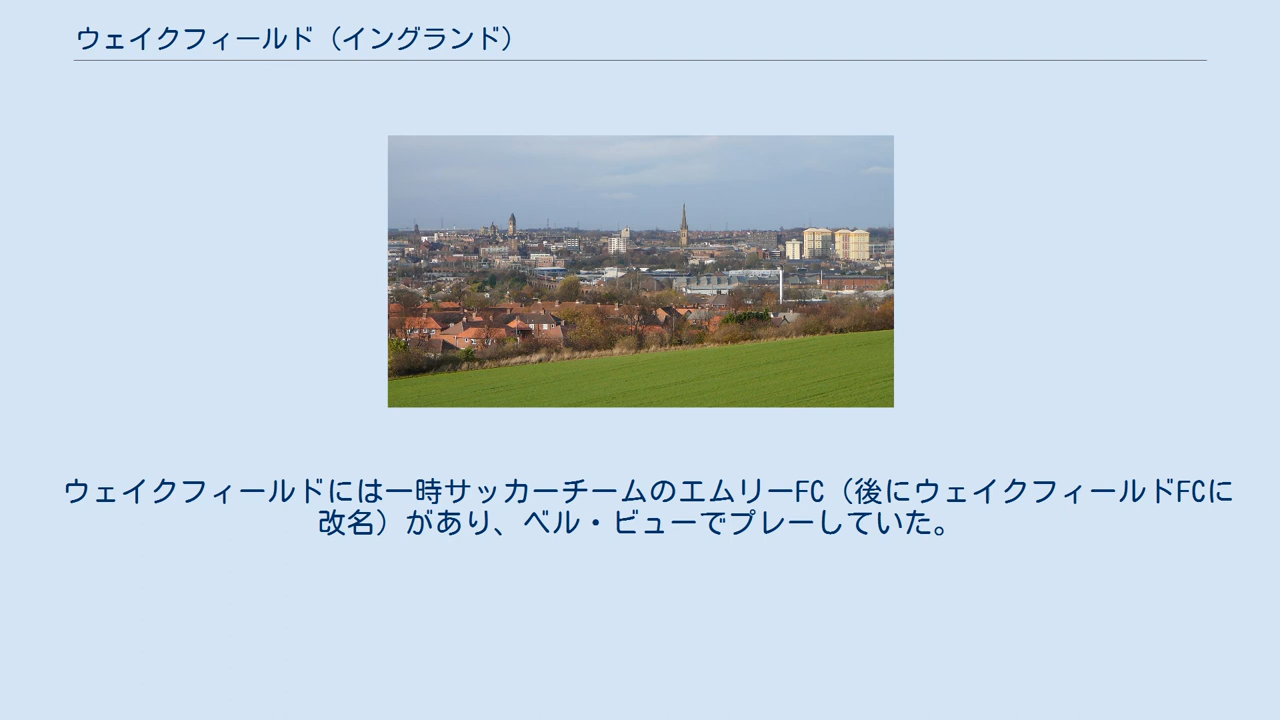 ウェイクフィールド（イングランド）
ウェイクフィールドには一時サッカーチームのエムリーFC（後にウェイクフィールドFCに
改名）があり、ベル・ビューでプレーしていた。